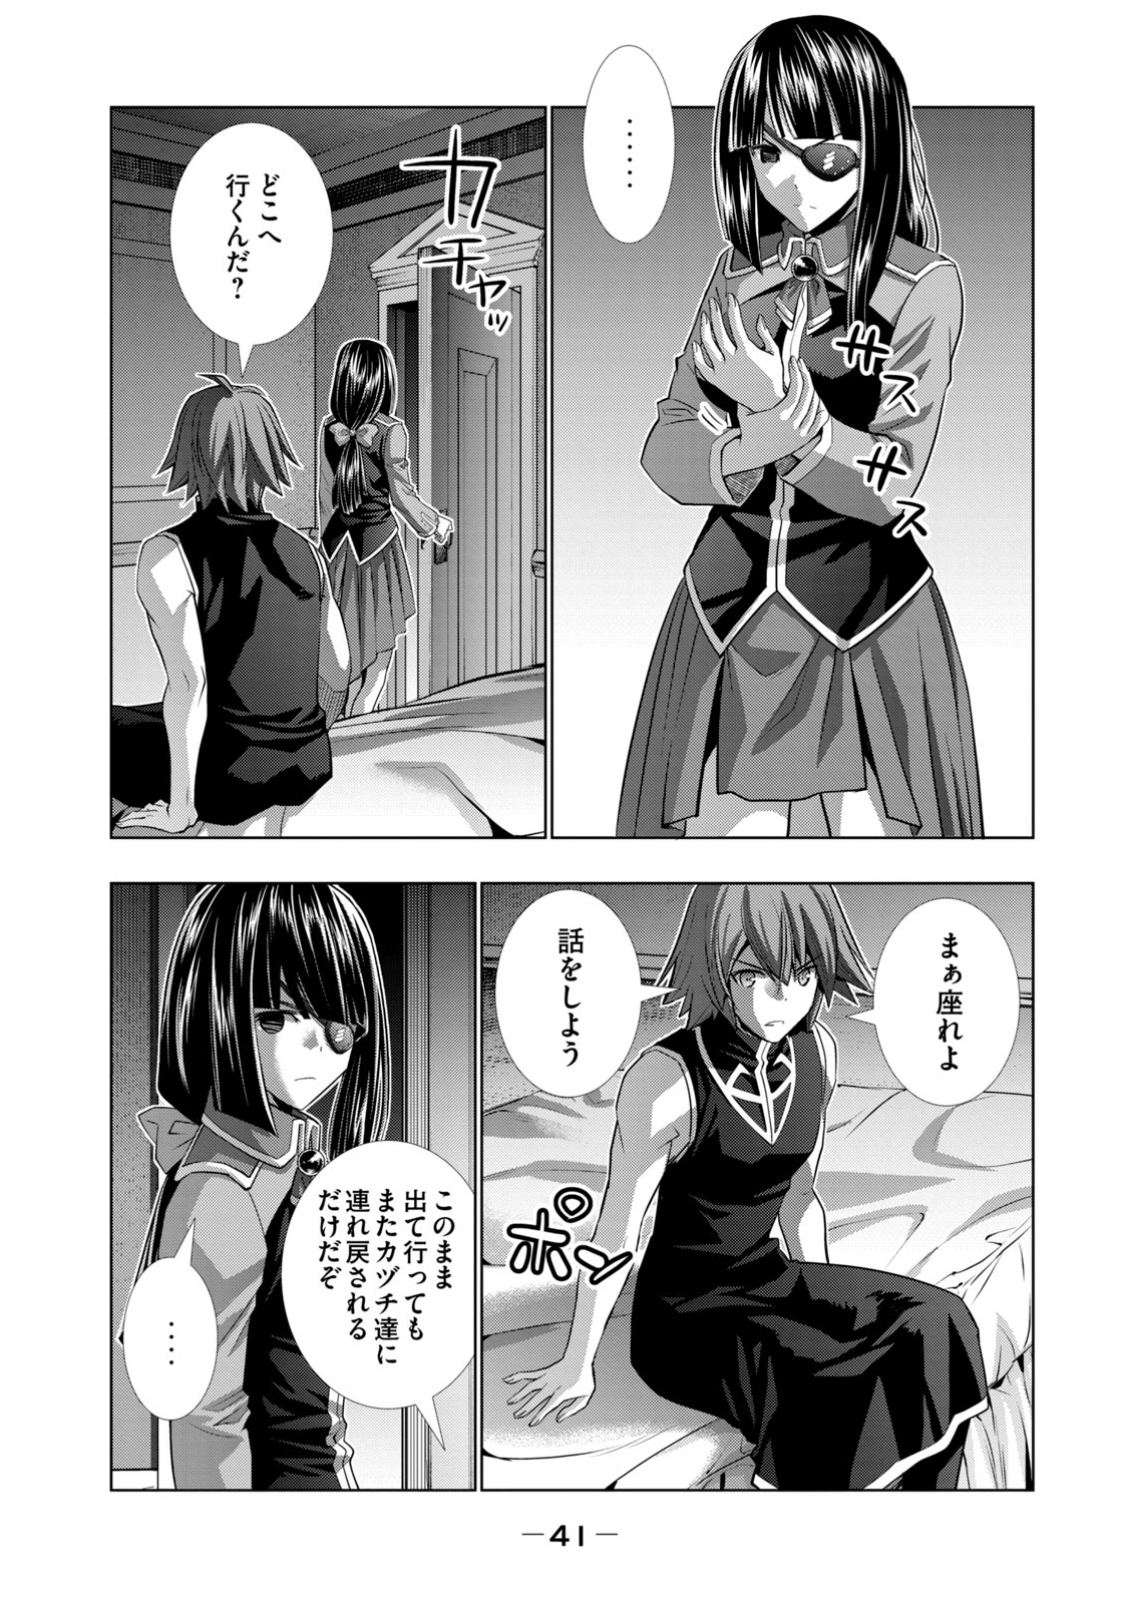 ‥‥‥
サス
サス
カチャッ
どこへ
行くんだ?
まぁ座れよ
話をしよう
ポン
このまま
出て行っても
またカヅチ達に
連れ戻される
だけだぞ
‥‥
—41—